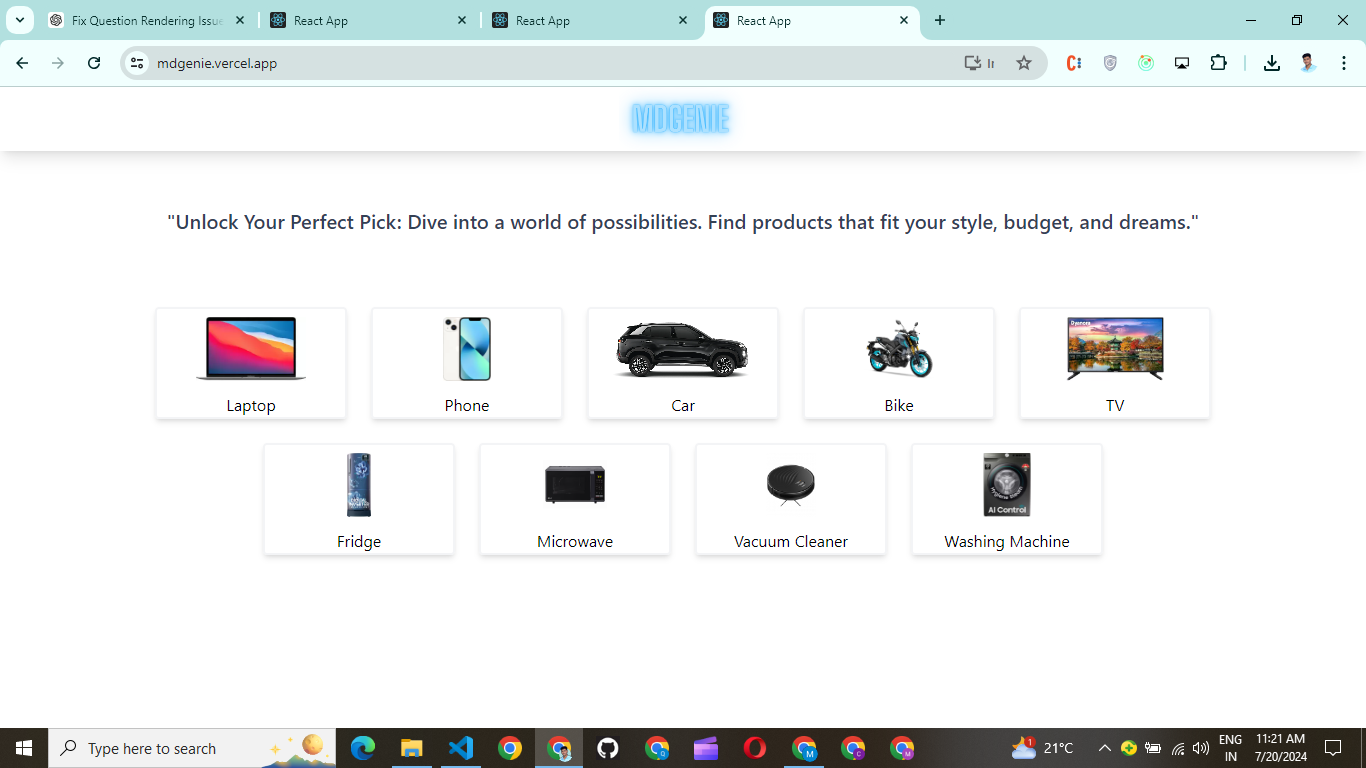 Fix Question Rendering Issue
React App
React App
React App
mdgenie.vercel.app
MDGENIE
"Unlock Your Perfect Pick: Dive into a world of possibilities. Find products that fit your style, budget, and dreams."
Dyanora
Laptop
Phone
Car
Bike
TV
AI Control
Fridge
Microwave
Vacuum Cleaner
Washing Machine
Type here to search
1
21°C
ENG
IN
11:21 AM
7/20/2024